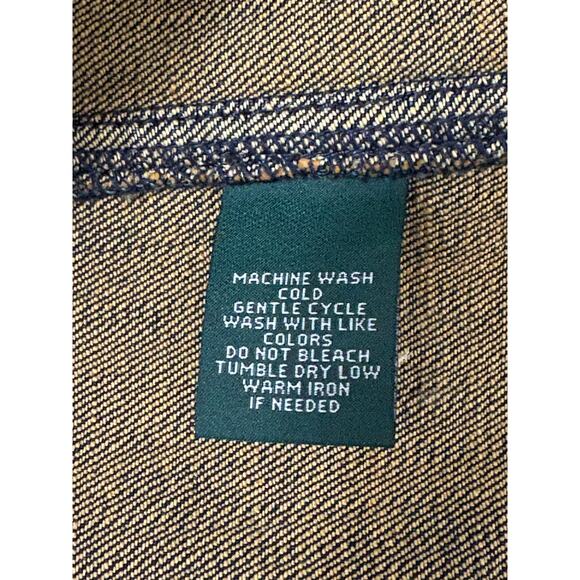 MACHINE WASH
COLD
GENTLE CYCLE
WASH WITH LIKE
COLORS
DO NOT BLEACH
TUMBLE DRY LOW
WARM IRON
IF NEEDED